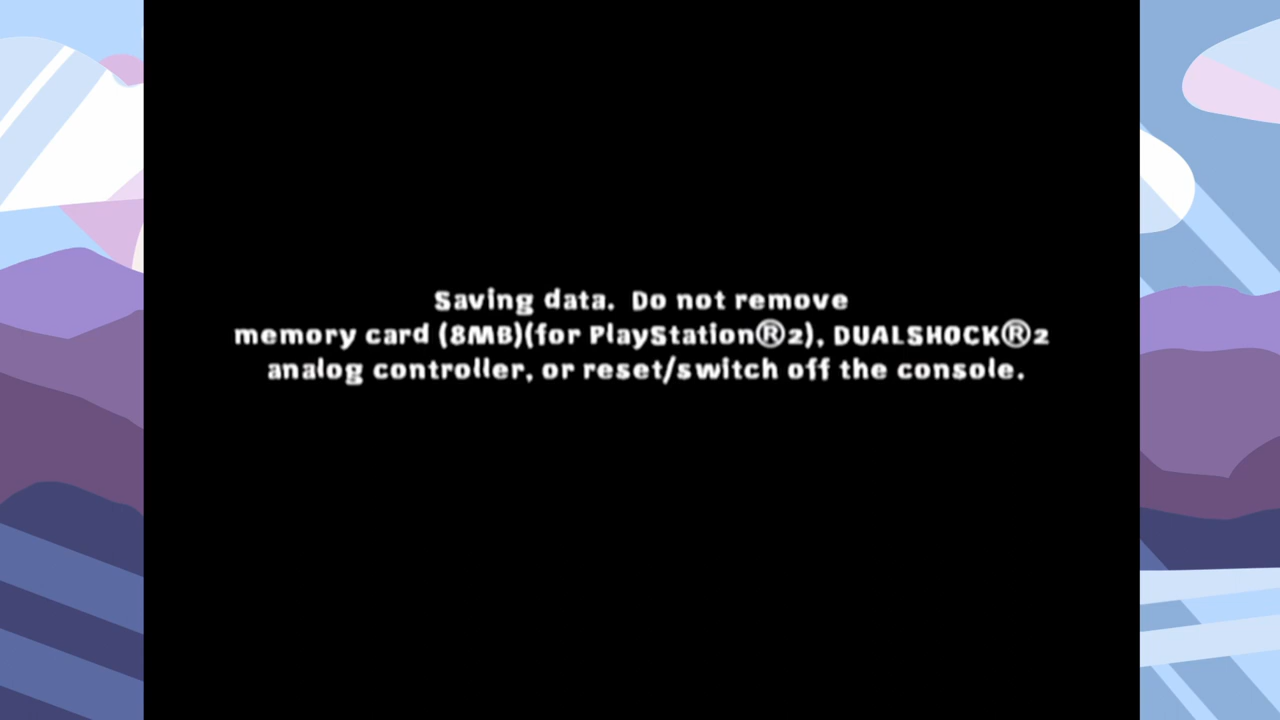 Saving data.  Do not remove
memory card (8MB)(for PlayStation®2), DUALSHOCK®2
analog controller, or reset/switch off the console.